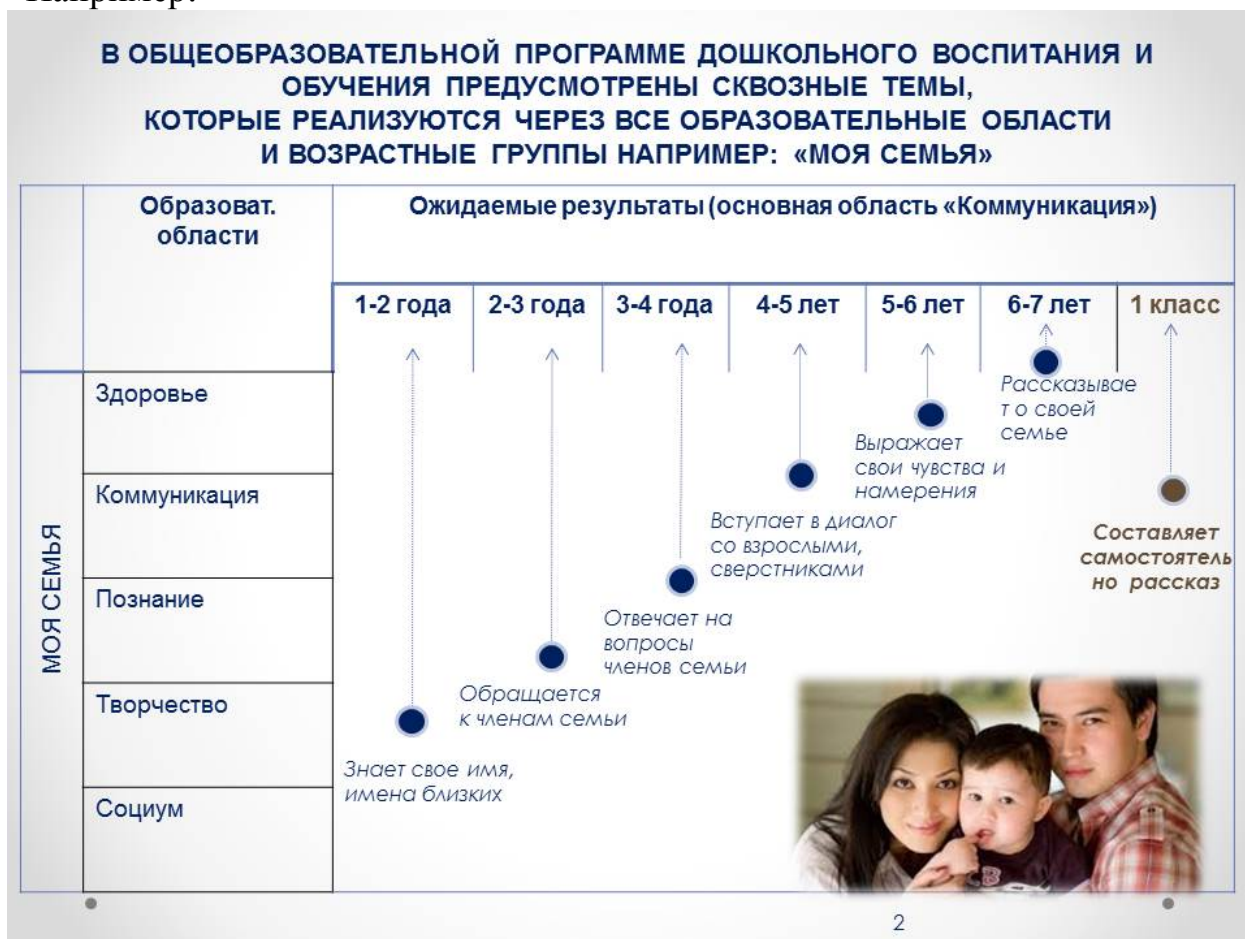 Например:
В ОБЩЕОБРАЗОВАТЕЛЬНОЙ ПРОГРАММЕ ДОШКОЛЬНОГО ВОСПИТАНИЯ И
ОБУЧЕНИЯ ПРЕДУСМОТРЕНЫ СКВОЗНЫЕ ТЕМЫ,
КОТОРЫЕ РЕАЛИЗУЮТСЯ ЧЕРЕЗ ВСЕ ОБРАЗОВАТЕЛЬНЫЕ ОБЛАСТИ
И ВОЗРАСТНЫЕ ГРУППЫ НАПРИМЕР: «МОЯ СЕМЬЯ»
Образоват.
области
Ожидаемые результаты (основная область «Коммуникация»)
1-2 года
2-3 года
3-4 года
4-5 лет
5-6 лет
6-7 лет
1 класс
МОЯ СЕМЬЯ
Здоровье
Коммуникация
Познание
Творчество
Социум
Знает свое имя,
имена близких
Обращается
к членам семьи
Отвечает на
вопросы
членов семьи
Вступает в диалог
со взрослыми,
сверстниками
Выражает
свои чувства и
намерения
Рассказывае
т о своей
семье
Составляет
самостоятель
но рассказ
2